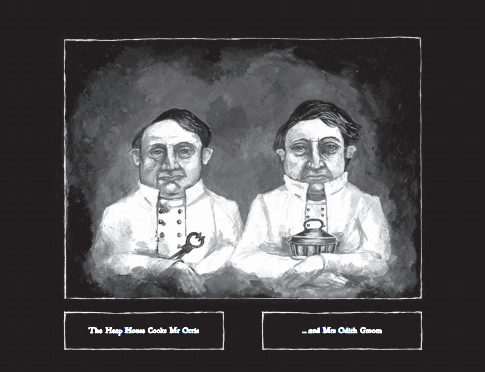 The Heap House Cooks Mr Orris
...and Mrs Odith Groom